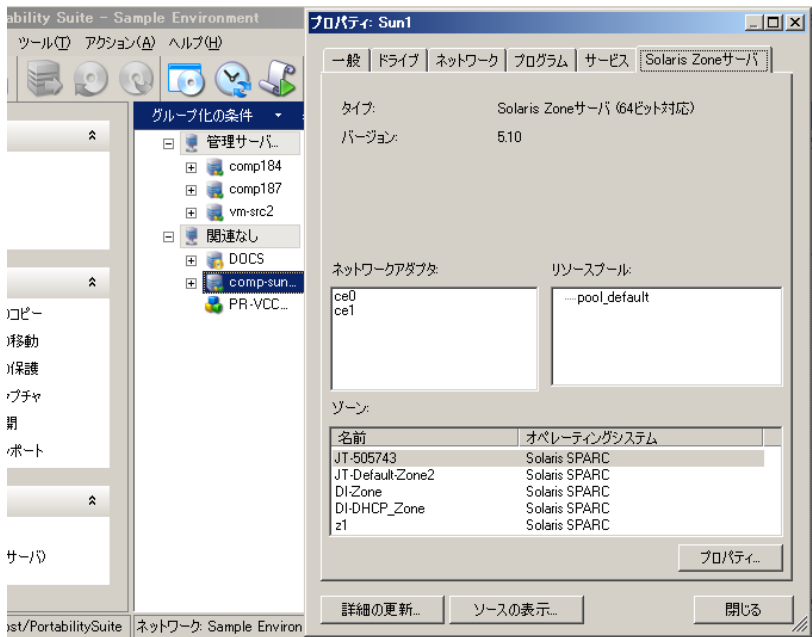 ability Suite - Sample Environment
ツール(T) アクション(A) ヘルプ(H)
グループ化の条件
管理サーバ...
comp184
comp187
vm-src2
関連なし
DOCS
comp-sun...
PR-VCC...
コピー
移動
保護
プチャ
開
ポート
サーバ)
ost/PortabilitySuite
ネットワーク: Sample Environ
プロパティ: Sun1
一般
ドライブ
ネットワーク
プログラム
サービス
Solaris Zoneサーバ
タイプ: Solaris Zoneサーバ (64ビット対応)
バージョン: 5.10
ネットワークアダプタ:
ce0
ce1
リソースプール:
pool_default
ゾーン:
名前 オペレーティングシステム
JT-505743 Solaris SPARC
JT-Default-Zone2 Solaris SPARC
DI-Zone Solaris SPARC
DI-DHCP_Zone Solaris SPARC
z1 Solaris SPARC
プロパティ...
詳細の更新...
ソースの表示...
閉じる